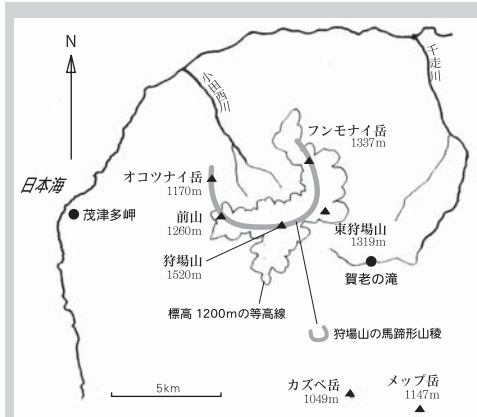 N
千走川
小田西川
フンモナイ岳
1337m
オコツナイ岳
1170m
日本海
茂津多岬
前山
1260m
東狩場山
1319m
狩場山
1520m
賀老の滝
標高 1200mの等高線
狩場山の馬蹄形山稜
5km
カズベ岳
1049m
メップ岳
1147m